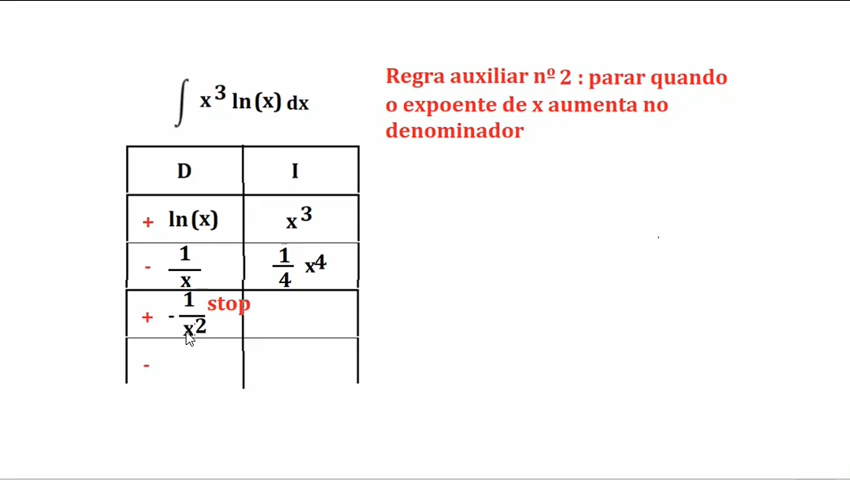 ∫ x³ ln(x) dx
Regra auxiliar nº 2 : parar quando
o expoente de x aumenta no
denominador
D I
+ ln(x) x³
- 1/x 1/4 x⁴
+ -1/x² stop
-